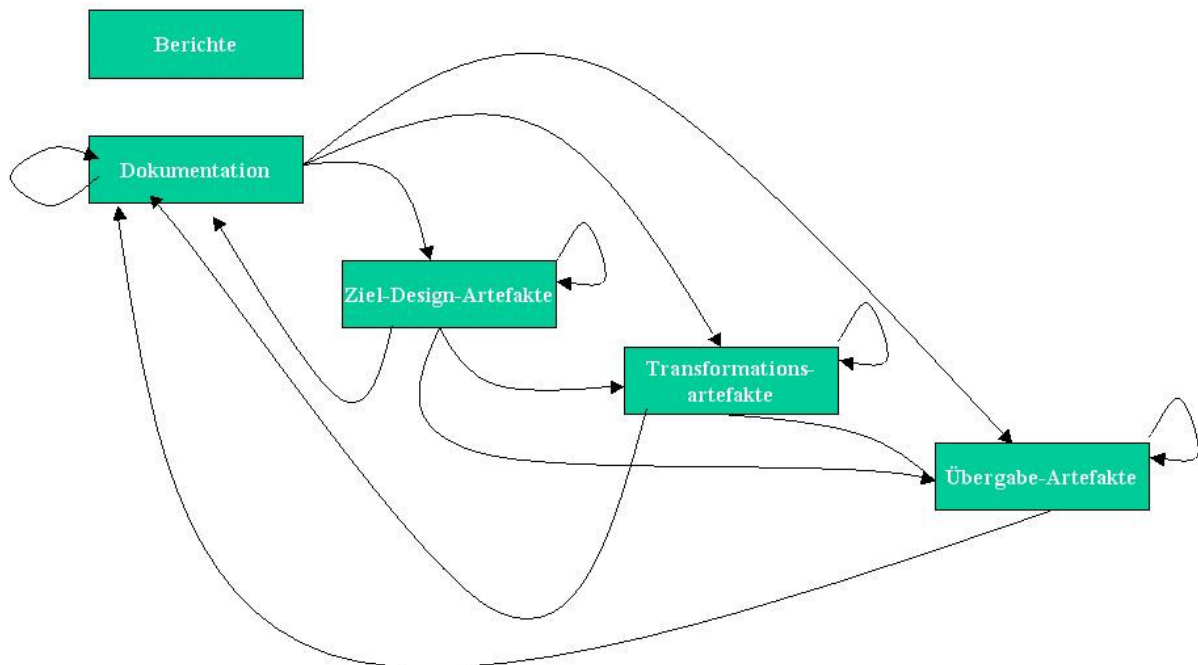 Berichte
Dokumentation
Ziel-Design-Artefakte
Transformations-
artefakte
Übergabe-Artefakte